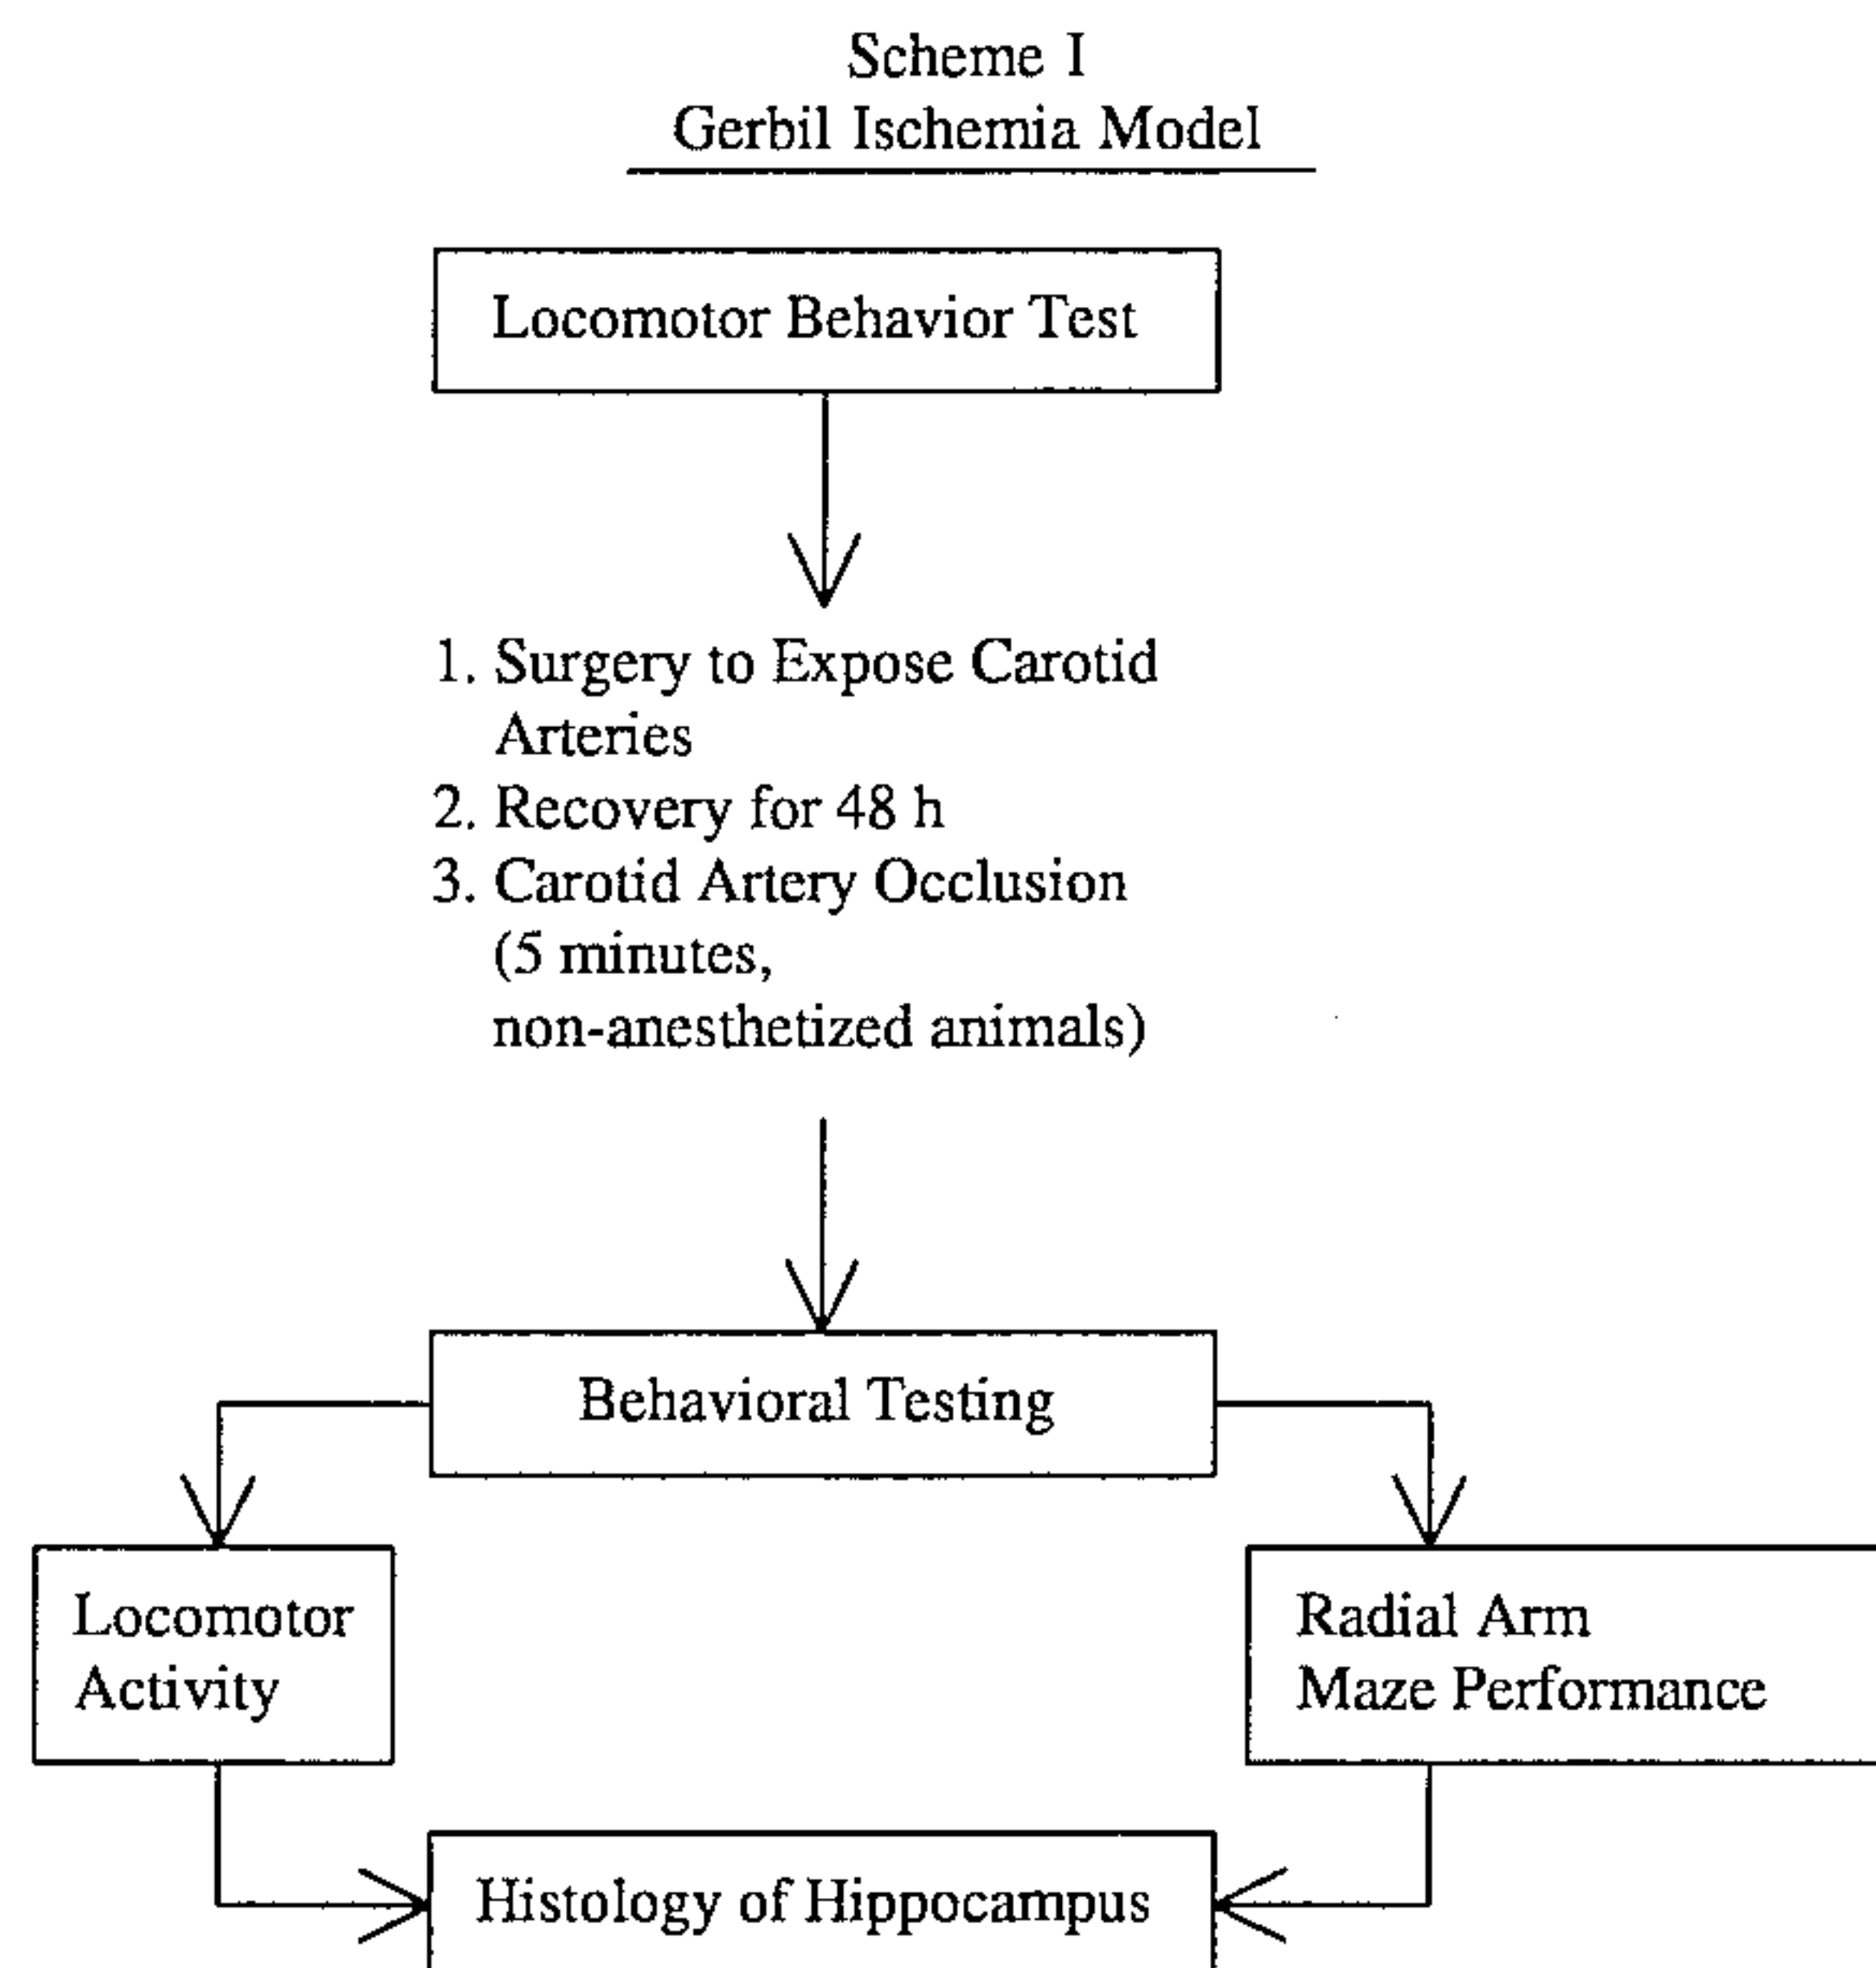 Scheme I
Gerbil Ischemia Model
Locomotor Behavior Test
1. Surgery to Expose Carotid
Arteries
2. Recovery for 48 h
3. Carotid Artery Occlusion
(5 minutes,
non-anesthetized animals)
Behavioral Testing
Locomotor
Activity
Radial Arm
Maze Performance
Histology of Hippocampus